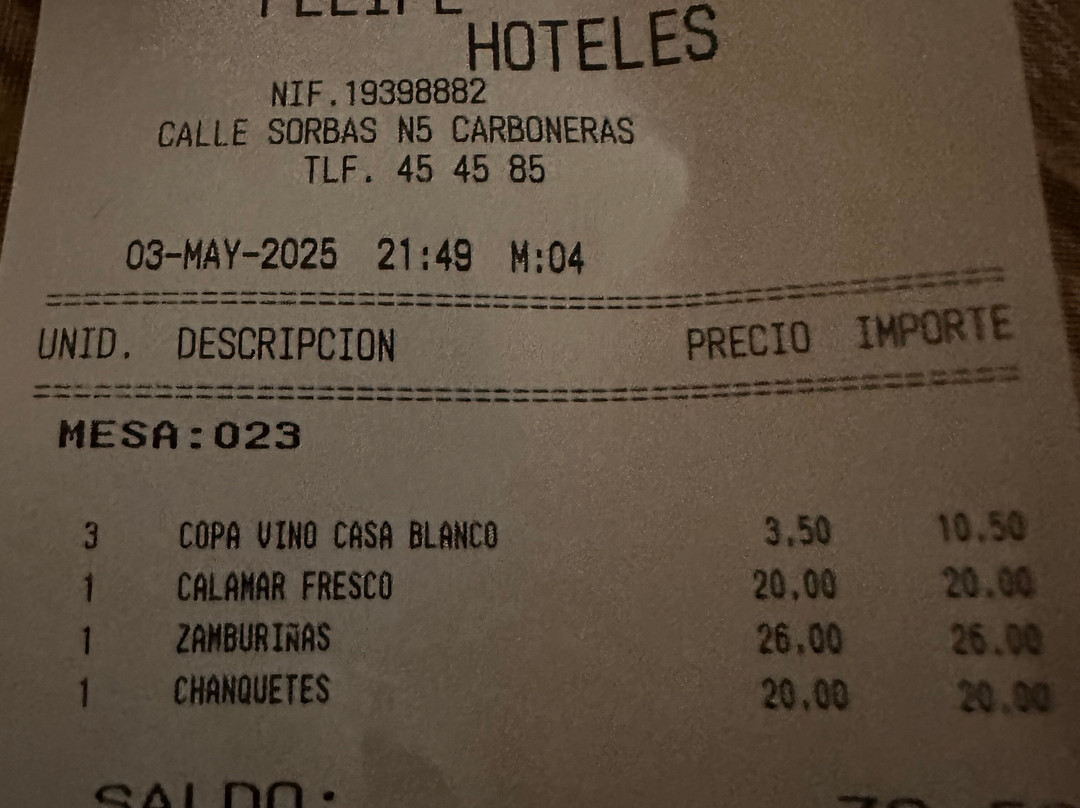 FELIPE
HOTELES
NIF.19398882
CALLE SORBAS N5 CARBONERAS
TLF. 45 45 85
03-MAY-2025 21:49 M:04
UNID. DESCRIPCION PRECIO IMPORTE
MESA:023
3 COPA VINO CASA BLANCO 3.50 10.50
1 CALAMAR FRESCO 20.00 20.00
1 ZAMBURIÑAS 26.00 26.00
1 CHANQUETES 20.00 20.00
SALDO: